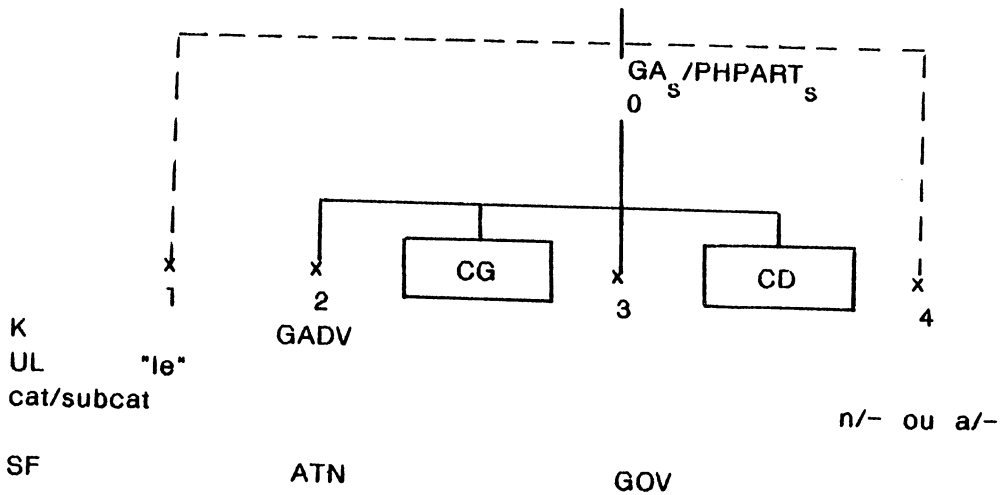 GAs/PHPARTs
0
CG
CD
1
2
3
4
K
GADV
UL "le"
cat/subcat
n/- ou a/-
SF ATN GOV